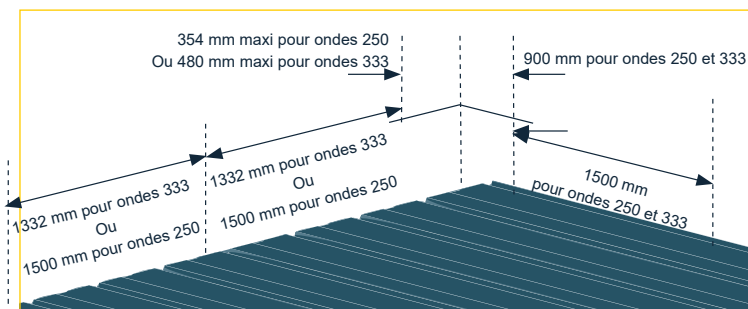 354 mm maxi pour ondes 250
Ou 480 mm maxi pour ondes 333
900 mm pour ondes 250 et 333
1332 mm pour ondes 333
Ou
1500 mm pour ondes 250
1332 mm pour ondes 333
Ou
1500 mm pour ondes 250
1500 mm
pour ondes 250 et 333